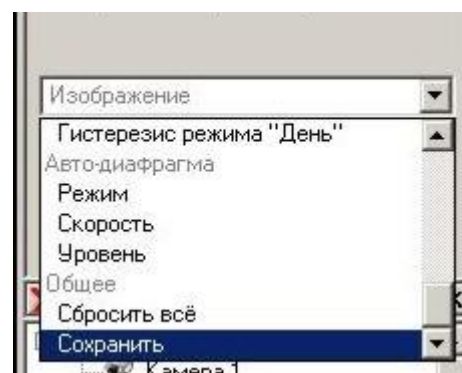 Изображение
Гистерезис режима "День"
Авто-диафрагма
Режим
Скорость
Уровень
Общее
Сбросить всё
Сохранить
Камера 1